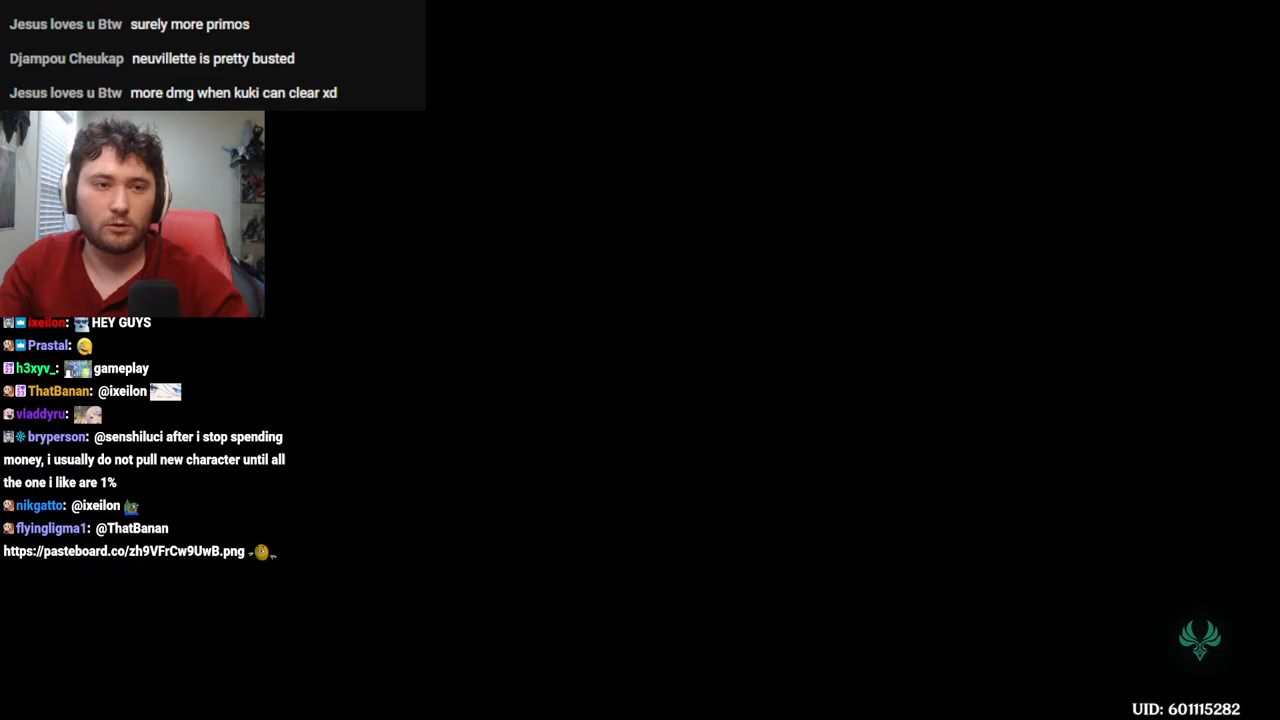 Jesus loves u Btw surely more primos
Djampou Cheukap neuvillette is pretty busted
Jesus loves u Btw more dmg when kuki can clear xd
ixeilon: HEY GUYS
Prastal:
h3xyv_: gameplay
ThatBanan: @ixeilon
vladdyru:
bryperson: @senshiluci after i stop spending
money, i usually do not pull new character until all
the one i like are 1%
nikgatto: @ixeilon
flyingligma1: @ThatBanan
https://pasteboard.co/zh9VFrCw9UwB.png
UID: 601115282